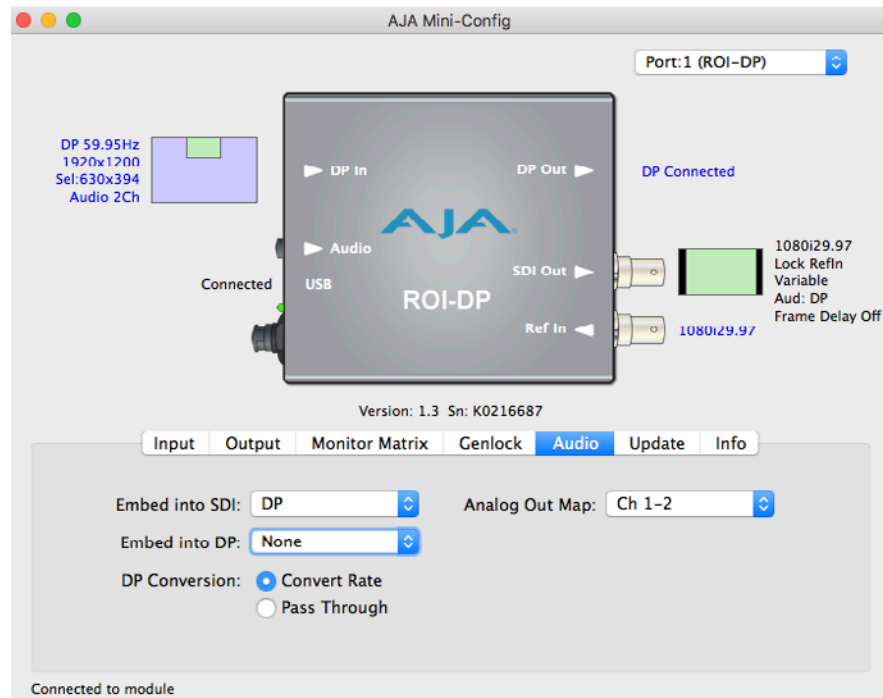 AJA Mini-Config
Port:1 (ROI-DP)
DP 59.95Hz
1920x1200
Sel:630x394
Audio 2Ch
DP In
DP Out
DP Connected
AJA
Audio
Connected
USB
SDI Out
ROI-DP
Ref In
1080i29.97
Lock RefIn
Variable
Aud: DP
Frame Delay Off
1080i29.97
Version: 1.3 Sn: K0216687
Input Output Monitor Matrix Genlock Audio Update Info
Embed into SDI: DP Analog Out Map: Ch 1-2
Embed into DP: None
DP Conversion: Convert Rate
Pass Through
Connected to module